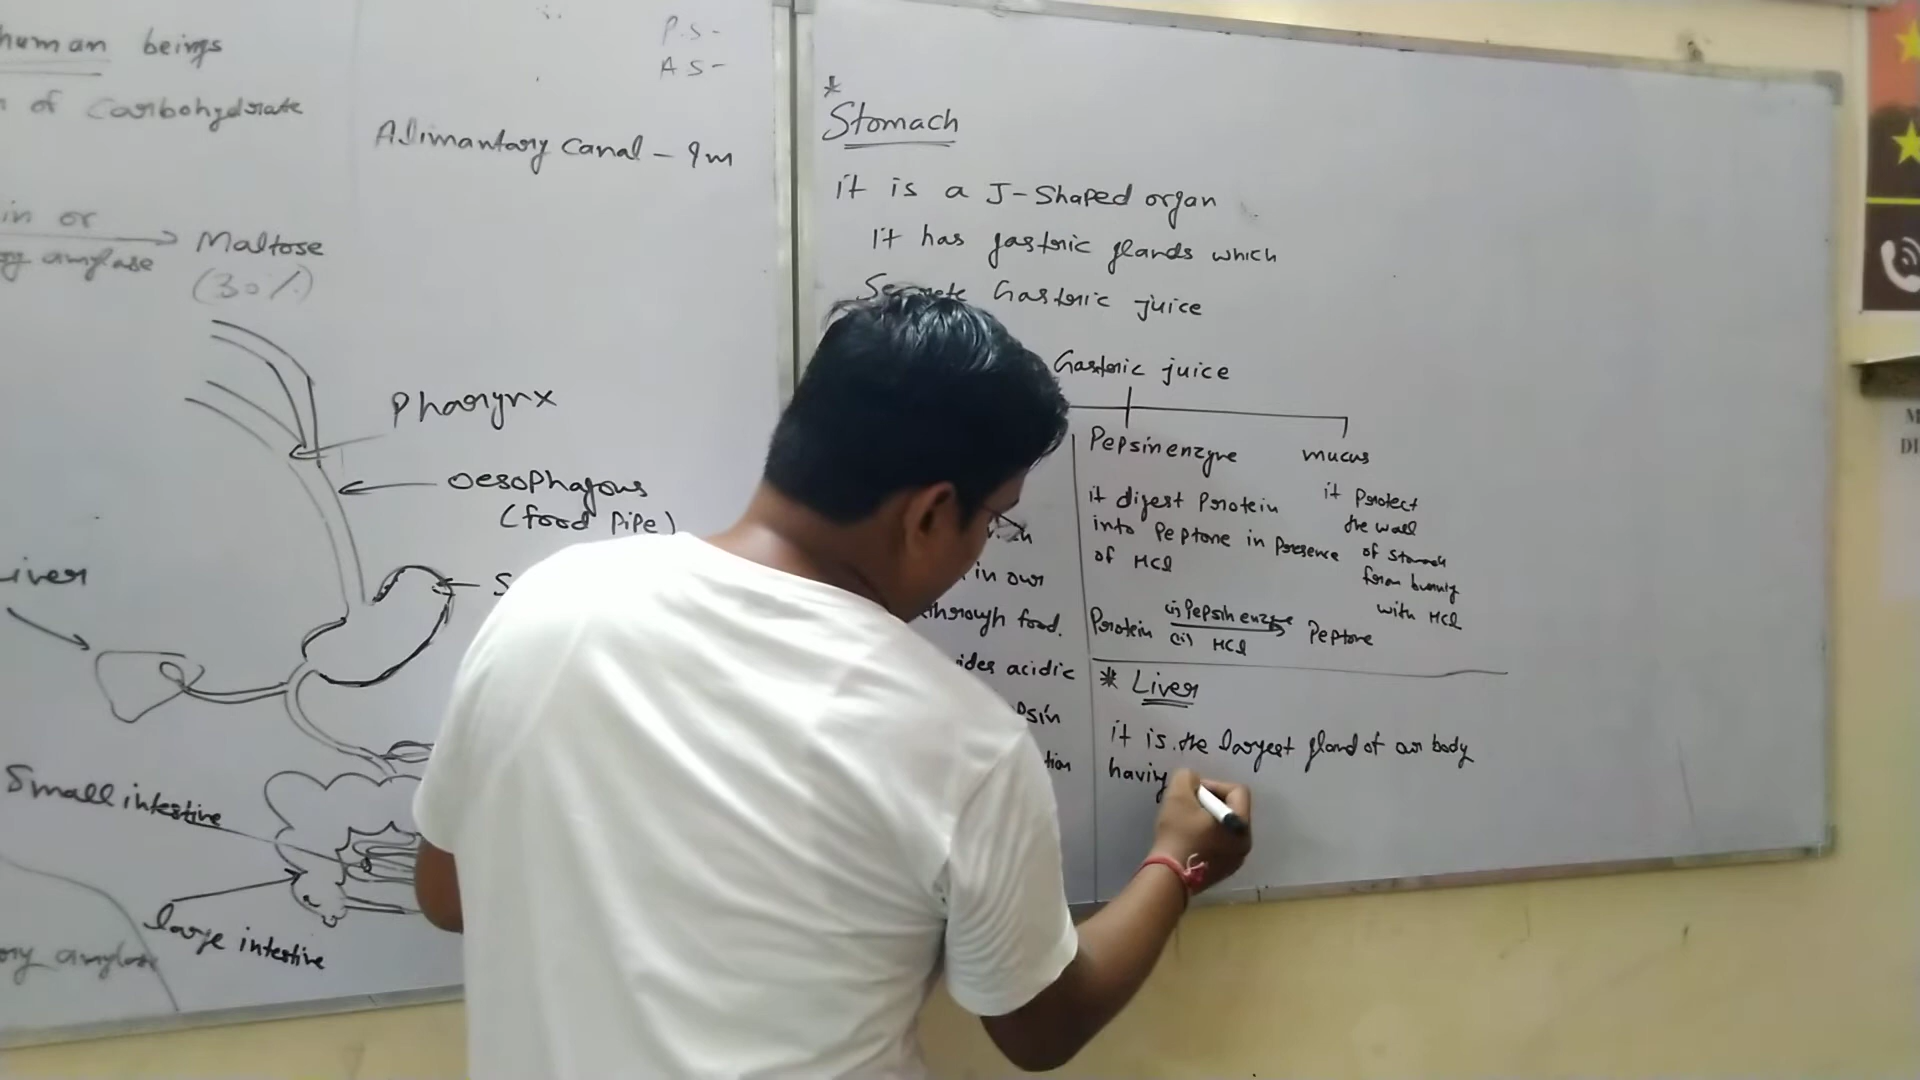 human beings
of Carbohydrate
in or
amylase
Maltose
(30%)
P.S-
A S-
Alimantary Canal - 9m
Pharynx
Oesophagous
(food pipe)
Liver
Small intestine
large intestine
amylase
*
Stomach
it is a J-Shaped organ
It has gastric glands which
Secrete Gastric juice
Gastric juice
Pepsin enzyme
it digest Protein
into Peptone in Presence
of HCl
Protein (i) Pepsin enzyme (ii) HCl Peptone
mucus
it Protect
the wall
of Stomach
from burning
with HCl
in our
through food.
acidic
* Liver
it is the largest gland of our body
having